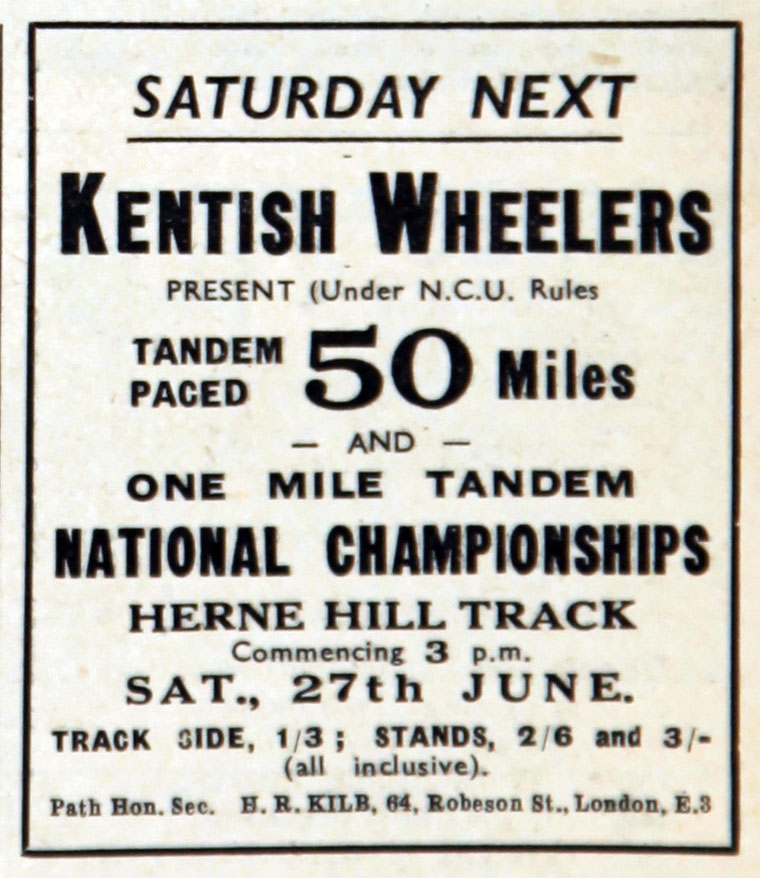 SATURDAY NEXT
KENTISH WHEELERS
PRESENT (Under N.C.U. Rules
TANDEM PACED 50 Miles
— AND —
ONE MILE TANDEM
NATIONAL CHAMPIONSHIPS
HERNE HILL TRACK
Commencing 3 p.m.
SAT., 27th JUNE.
TRACK SIDE, 1/3 ; STANDS, 2/6 and 3/-
(all inclusive).
Path Hon. Sec. H. R. KILB, 64, Robeson St., London, E.3